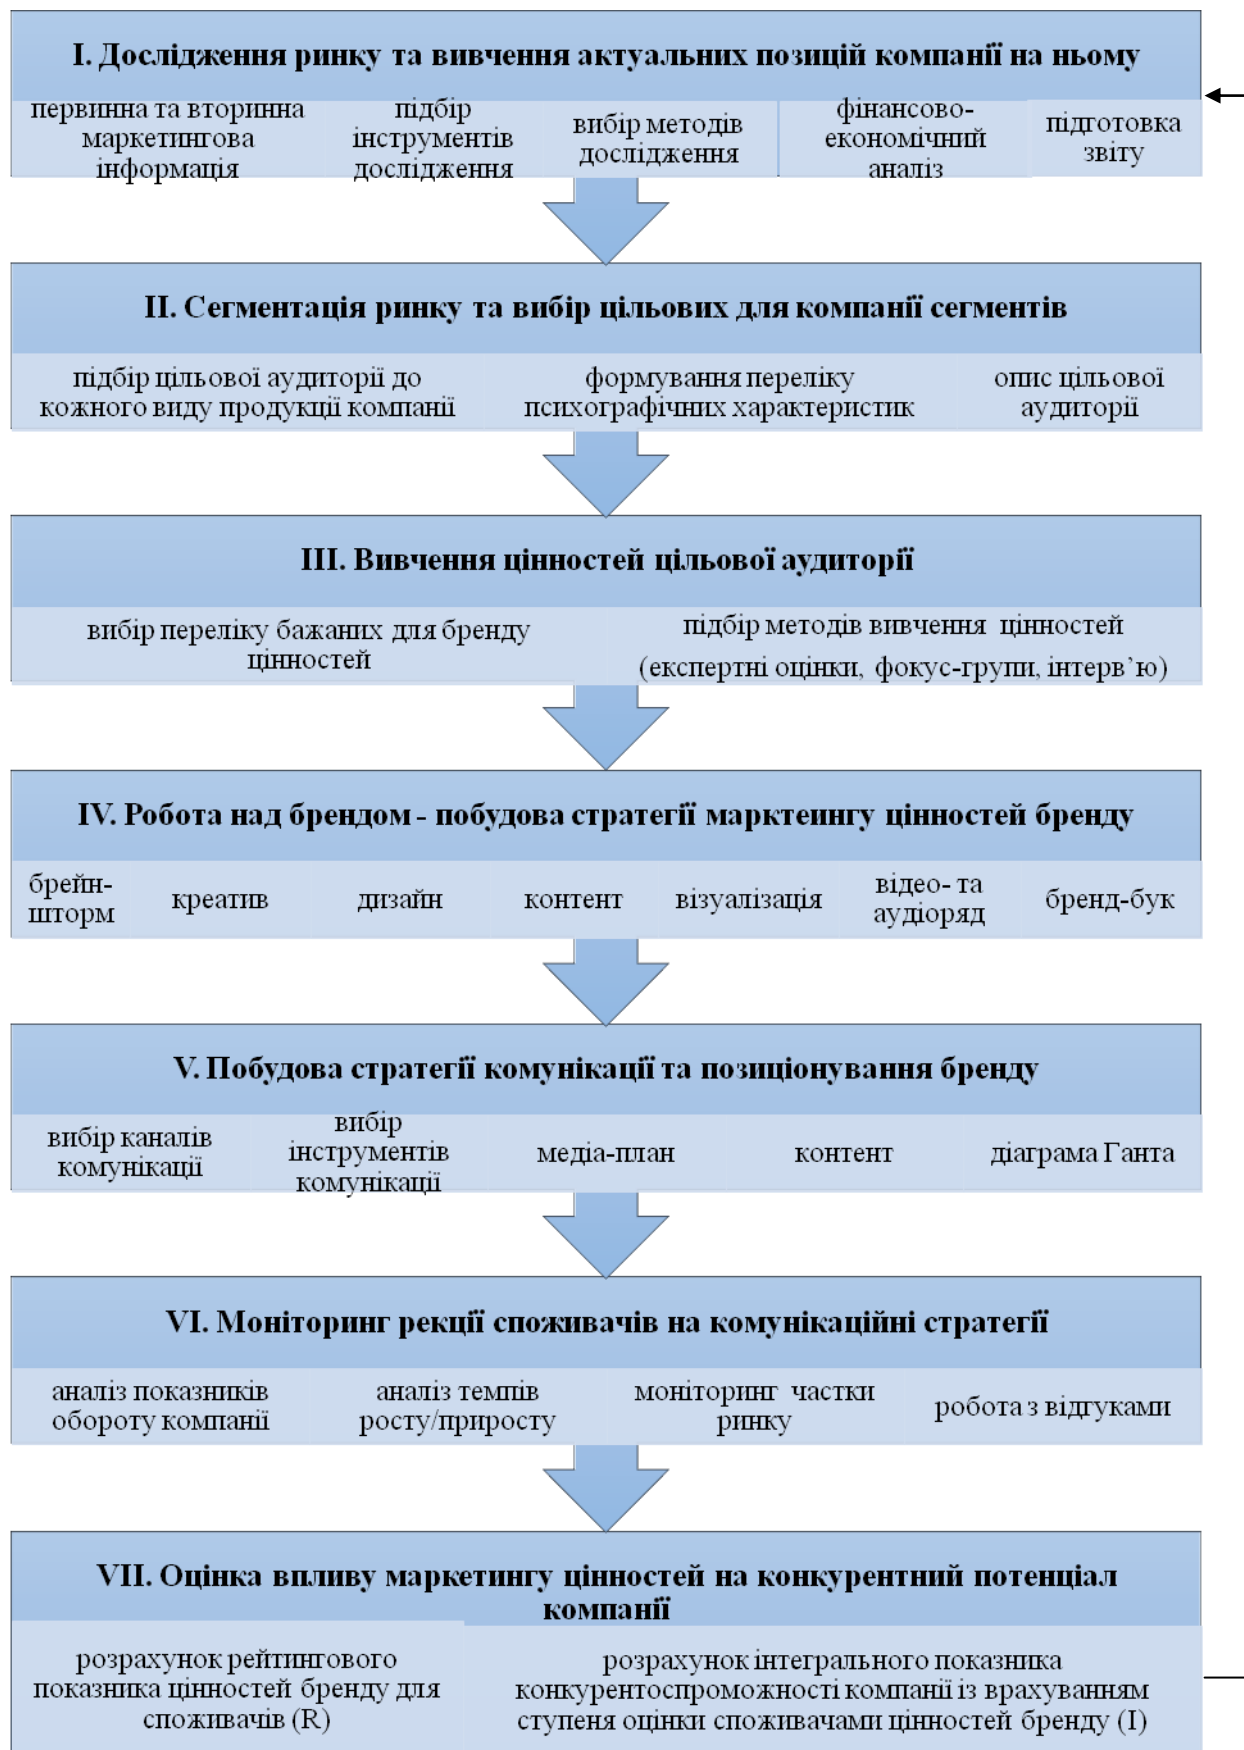 І. Дослідження ринку та вивчення актуальних позицій компанії на ньому
первинна та вторинна
маркетингова
інформація
підбір
інструментів
дослідження
вибір методів
дослідження
фінансово-
економічний
аналіз
підготовка
звіту
ІІ. Сегментація ринку та вибір цільових для компанії сегментів
підбір цільової аудиторії до
кожного виду продукції компанії
формування переліку
психографічних характеристик
опис цільової
аудиторії
ІІІ. Вивчення цінностей цільової аудиторії
вибір переліку бажаних для бренду
цінностей
підбір методів вивчення цінностей
(експертні оцінки, фокус-групи, інтерв’ю)
IV. Робота над брендом - побудова стратегії марктеингу цінностей бренду
брейн-
шторм
креатив
дизайн
контент
візуалізація
відео- та
аудіоряд
бренд-бук
V. Побудова стратегії комунікації та позиціонування бренду
вибір каналів
комунікації
вибір
інструментів
комунікації
медіа-план
контент
діаграма Ганта
VI. Моніторинг рекції споживачів на комунікаційні стратегії
аналіз показників
обороту компанії
аналіз темпів
росту/приросту
моніторинг частки
ринку
робота з відгуками
VII. Оцінка впливу маркетингу цінностей на конкурентний потенціал
компанії
розрахунок рейтингового
показника цінностей бренду для
споживачів (R)
розрахунок інтегрального показника
конкурентоспроможності компанії із врахуванням
ступеня оцінки споживачами цінностей бренду (I)